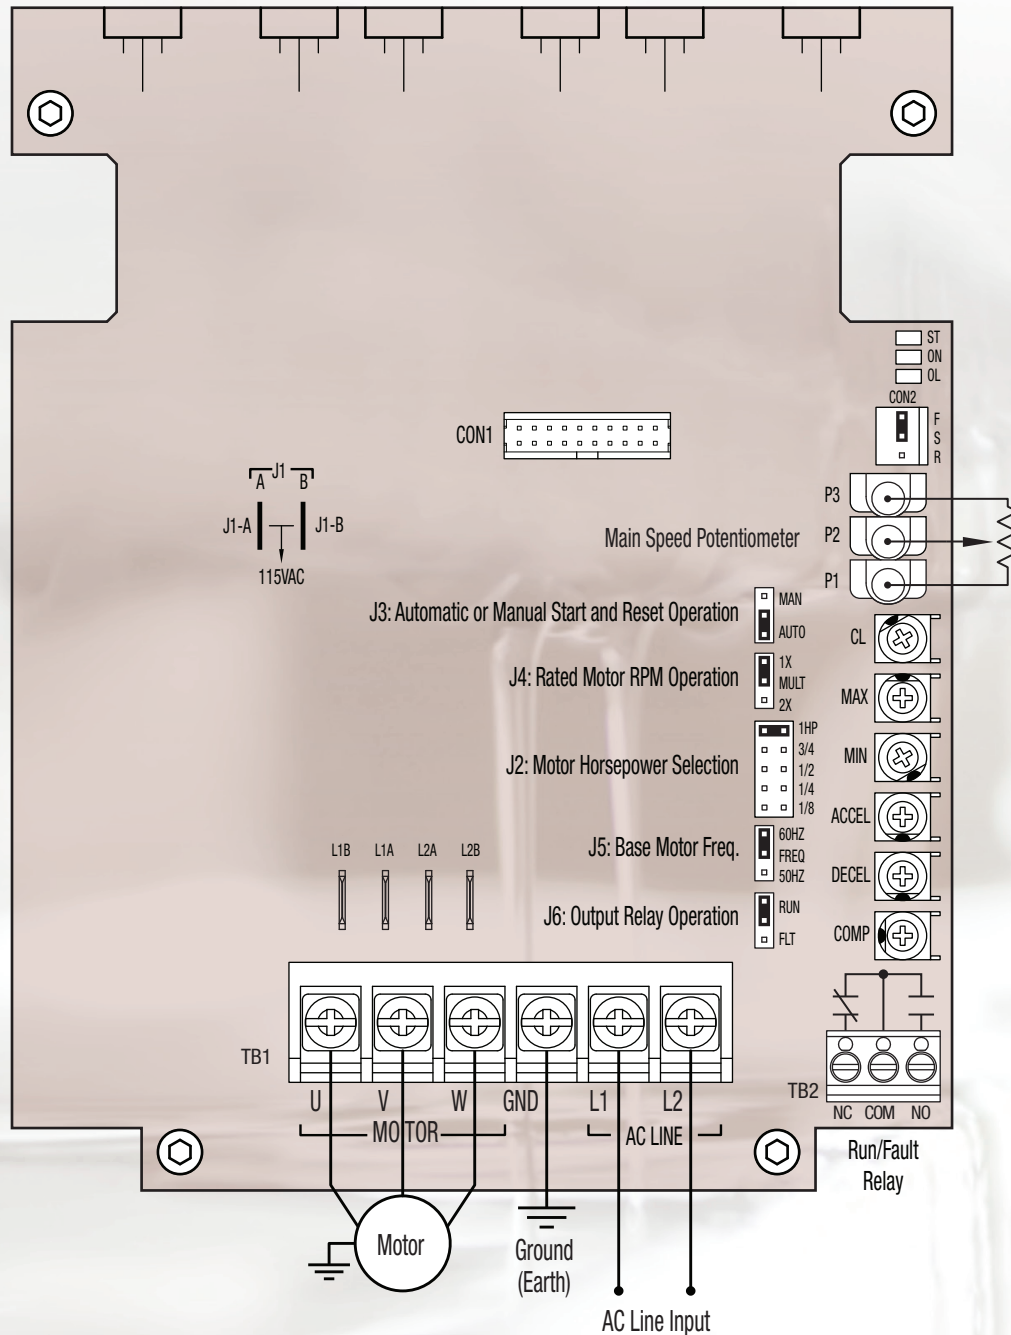 ST
ON
OL
CON2
F
S
R
CON1
J1
A B
J1-A J1-B
115VAC
P3
Main Speed Potentiometer P2
P1
J3: Automatic or Manual Start and Reset Operation
MAN
AUTO
CL
J4: Rated Motor RPM Operation
1X
MULT
2X
MAX
J2: Motor Horsepower Selection
1HP
3/4
1/2
1/4
1/8
MIN
ACCEL
J5: Base Motor Freq.
60HZ
FREQ
50HZ
DECEL
L1B L1A L2A L2B
J6: Output Relay Operation
RUN
FLT
COMP
TB1
U V W GND L1 L2
MOTOR AC LINE
TB2
NC COM NO
Run/Fault
Relay
Motor
Ground
(Earth)
AC Line Input